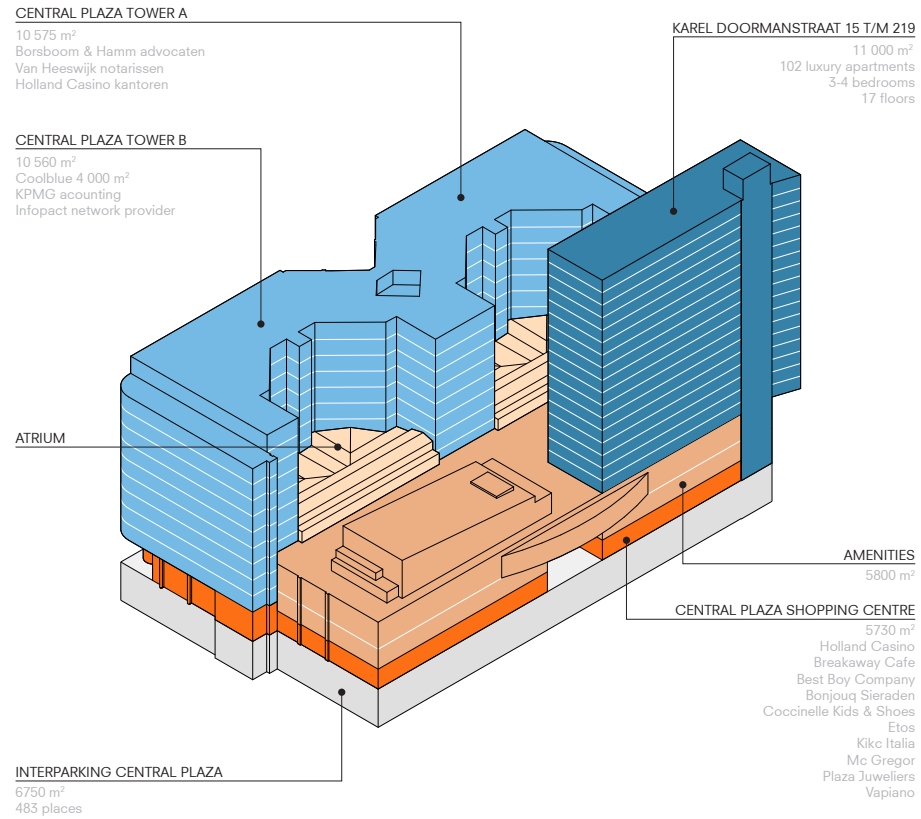 CENTRAL PLAZA TOWER A
10 575 m²
Borsboom & Hamm advocaten
Van Heeswijk notarissen
Holland Casino kantoren
KAREL DOORMANSTRAAT 15 T/M 219
11 000 m²
102 luxury apartments
3-4 bedrooms
17 floors
CENTRAL PLAZA TOWER B
10 560 m²
Coolblue 4 000 m²
KPMG acounting
Infopact network provider
ATRIUM
AMENITIES
5800 m²
CENTRAL PLAZA SHOPPING CENTRE
5730 m²
Holland Casino
Breakaway Cafe
Best Boy Company
Bonjouq Sieraden
Coccinelle Kids & Shoes
Etos
Kikc Italia
Mc Gregor
Plaza Juweliers
Vapiano
INTERPARKING CENTRAL PLAZA
6750 m²
483 places